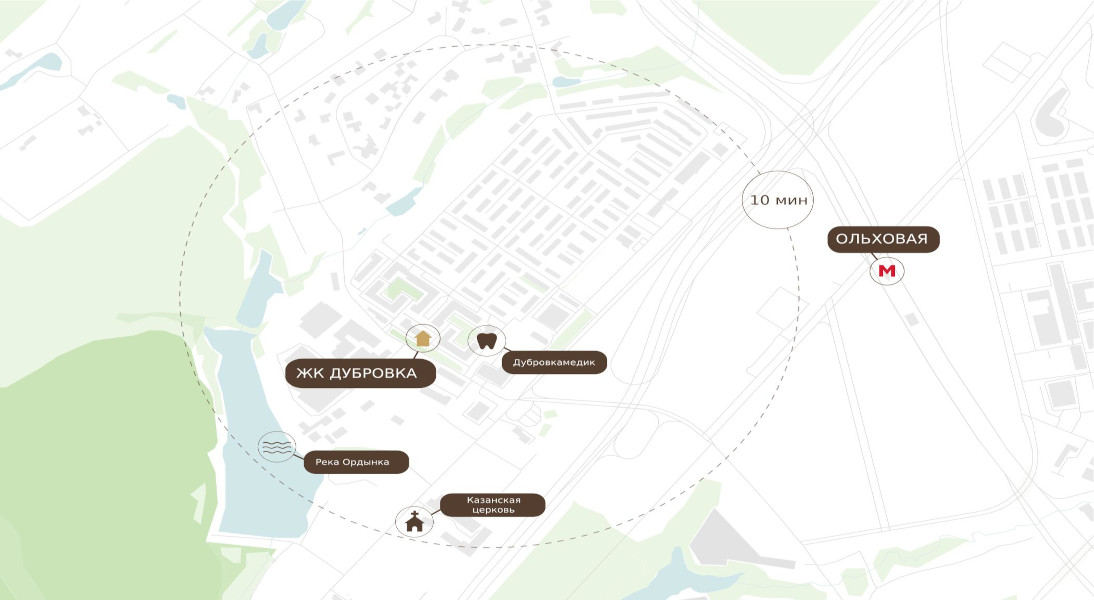 10 мин
ОЛЬХОВАЯ
М
Дубровкамедик
ЖК ДУБРОВКА
Река Ордынка
Казанская
церковь